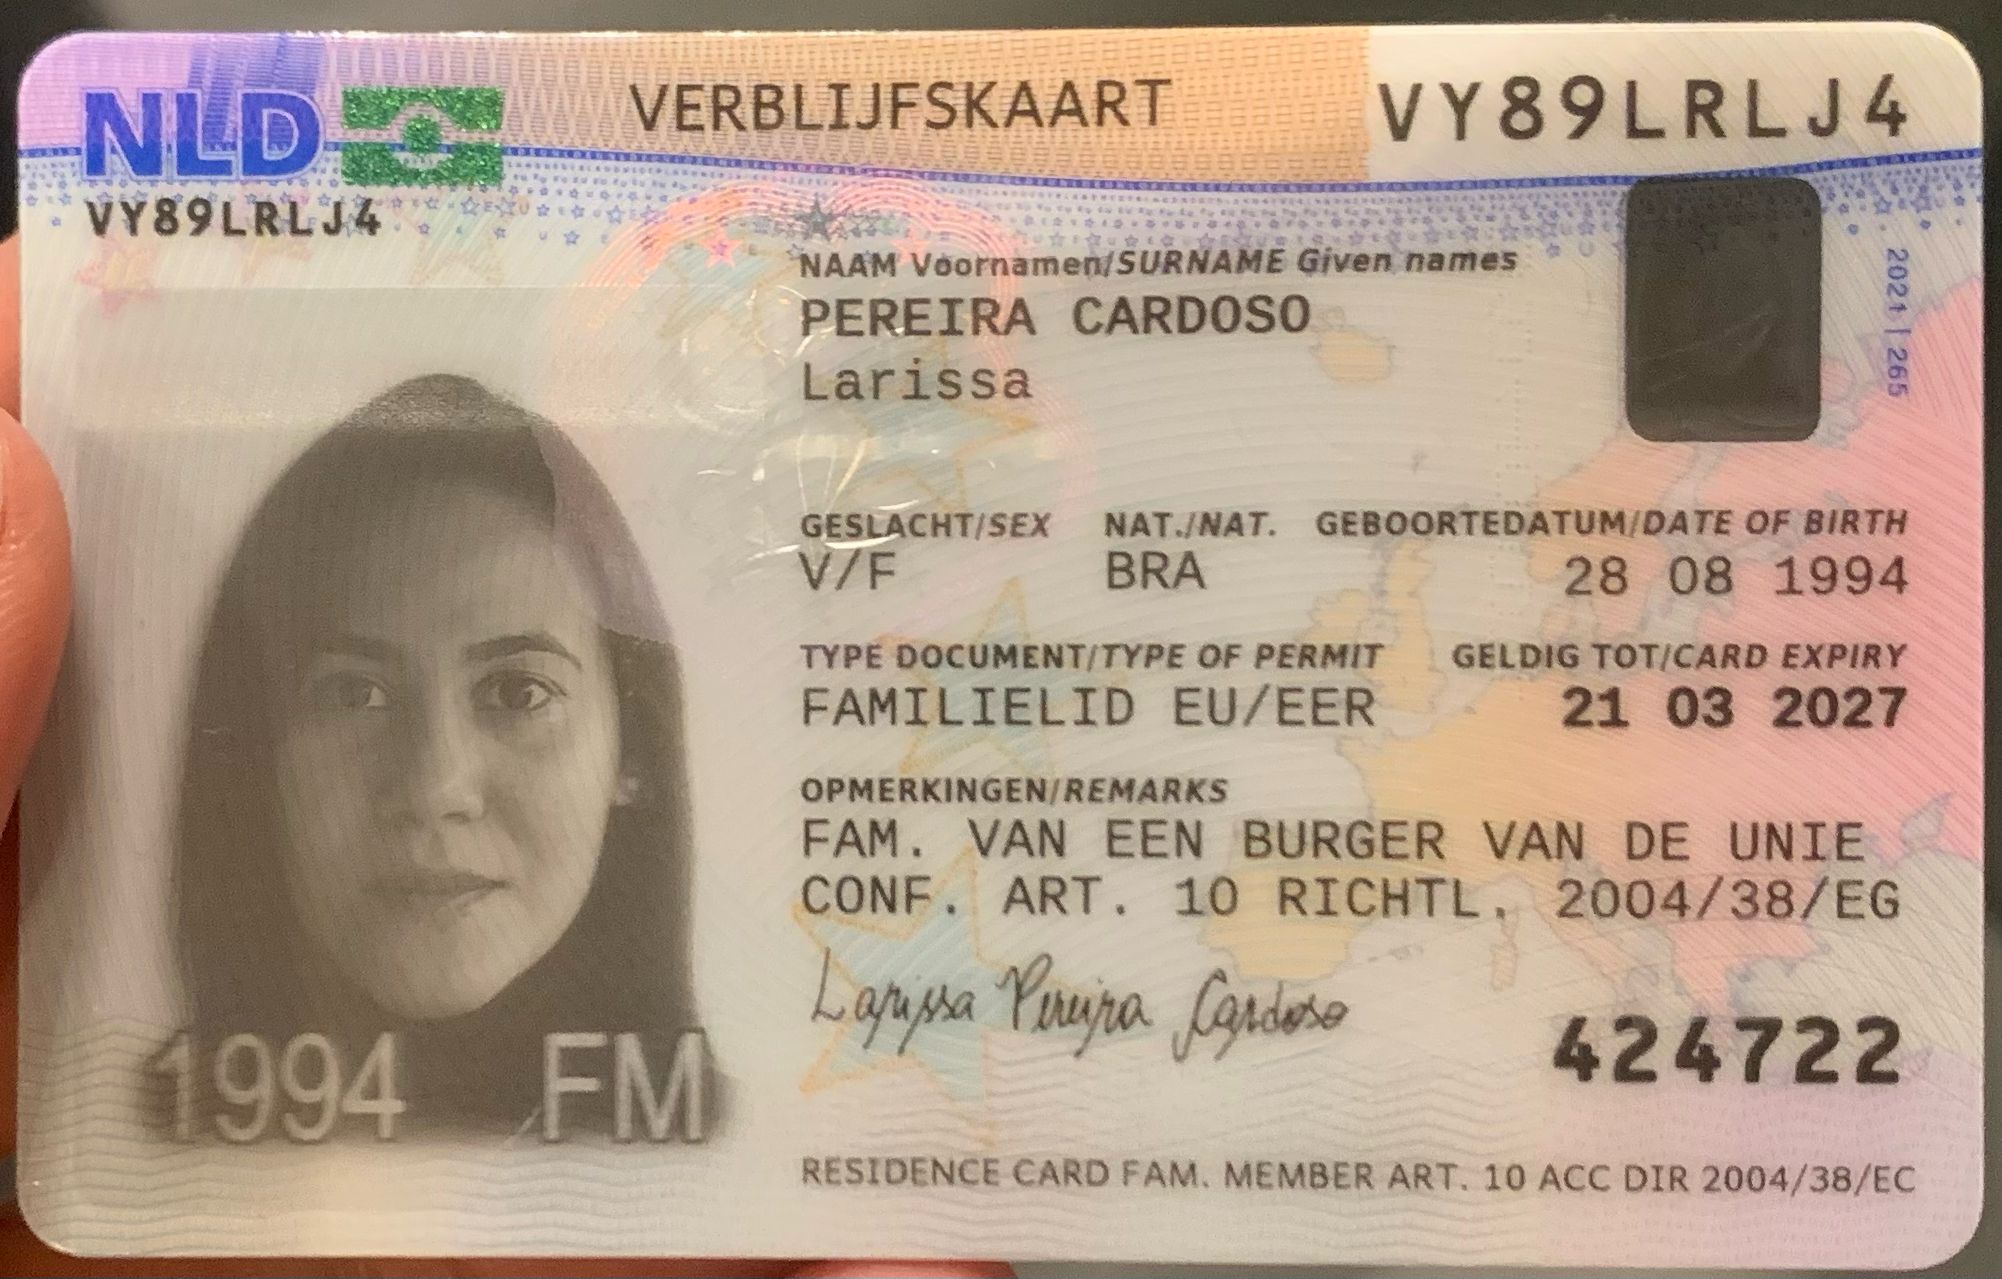 NLD VERBLIJFSKAART VY89LRLJ4
VY89LRLJ4
NAAM Voornamen/SURNAME Given names
PEREIRA CARDOSO
Larissa
2021 | 265
GESLACHT/SEX NAT./NAT. GEBOORTEDATUM/DATE OF BIRTH
V/F BRA 28 08 1994
TYPE DOCUMENT/TYPE OF PERMIT GELDIG TOT/CARD EXPIRY
FAMILIELID EU/EER 21 03 2027
OPMERKINGEN/REMARKS
FAM. VAN EEN BURGER VAN DE UNIE
CONF. ART. 10 RICHTL. 2004/38/EG
Larissa Pereira Cardoso
1994 FM
424722
RESIDENCE CARD FAM. MEMBER ART. 10 ACC DIR 2004/38/EC